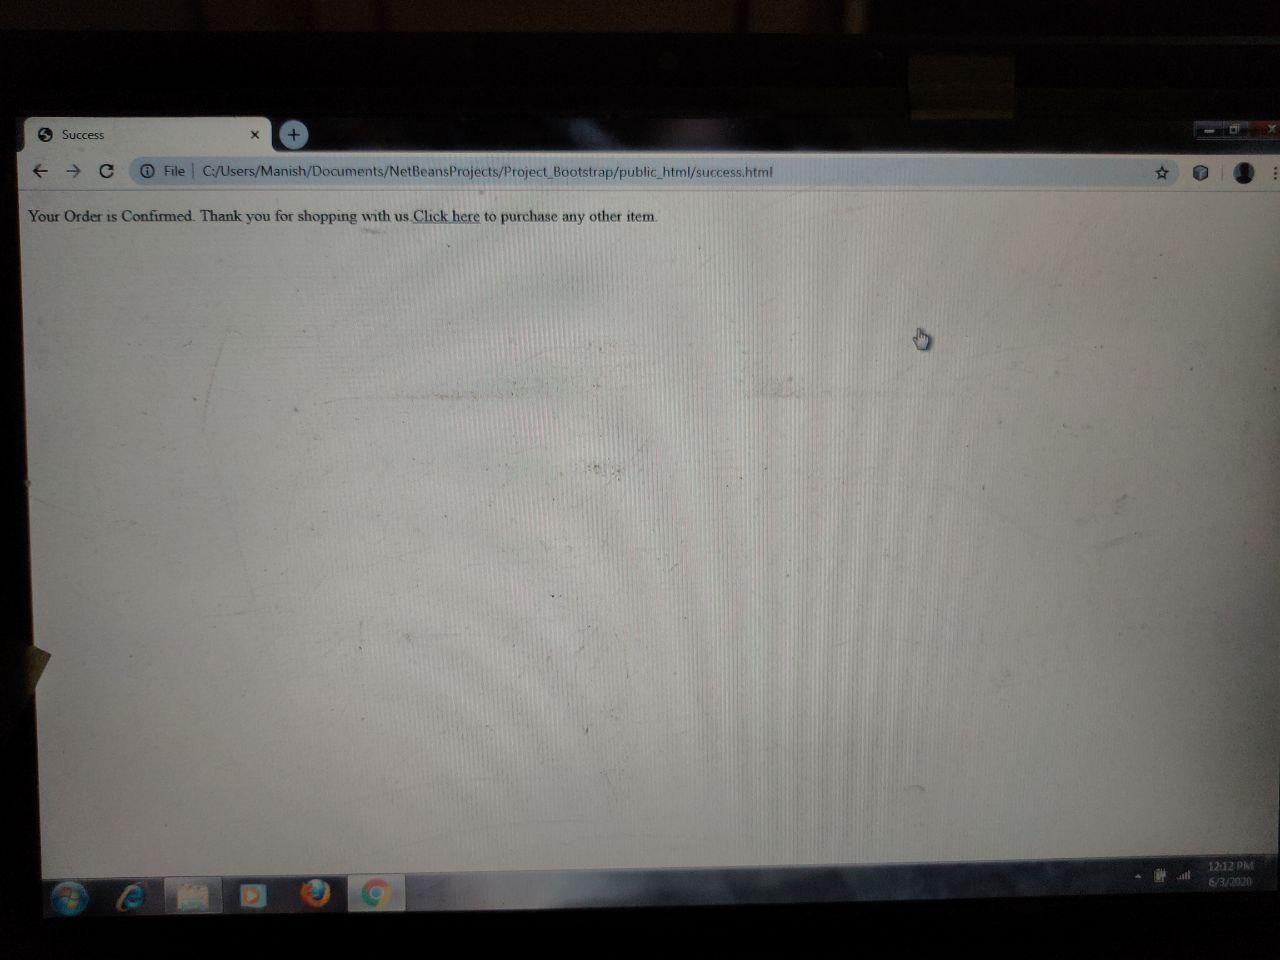 Success
File
C:/Users/Manish/Documents/NetBeansProjects/Project_Bootstrap/public_html/success.html
Your Order is Confirmed. Thank you for shopping with us.Click here to purchase any other item.
12:12 PM
6/3/2020